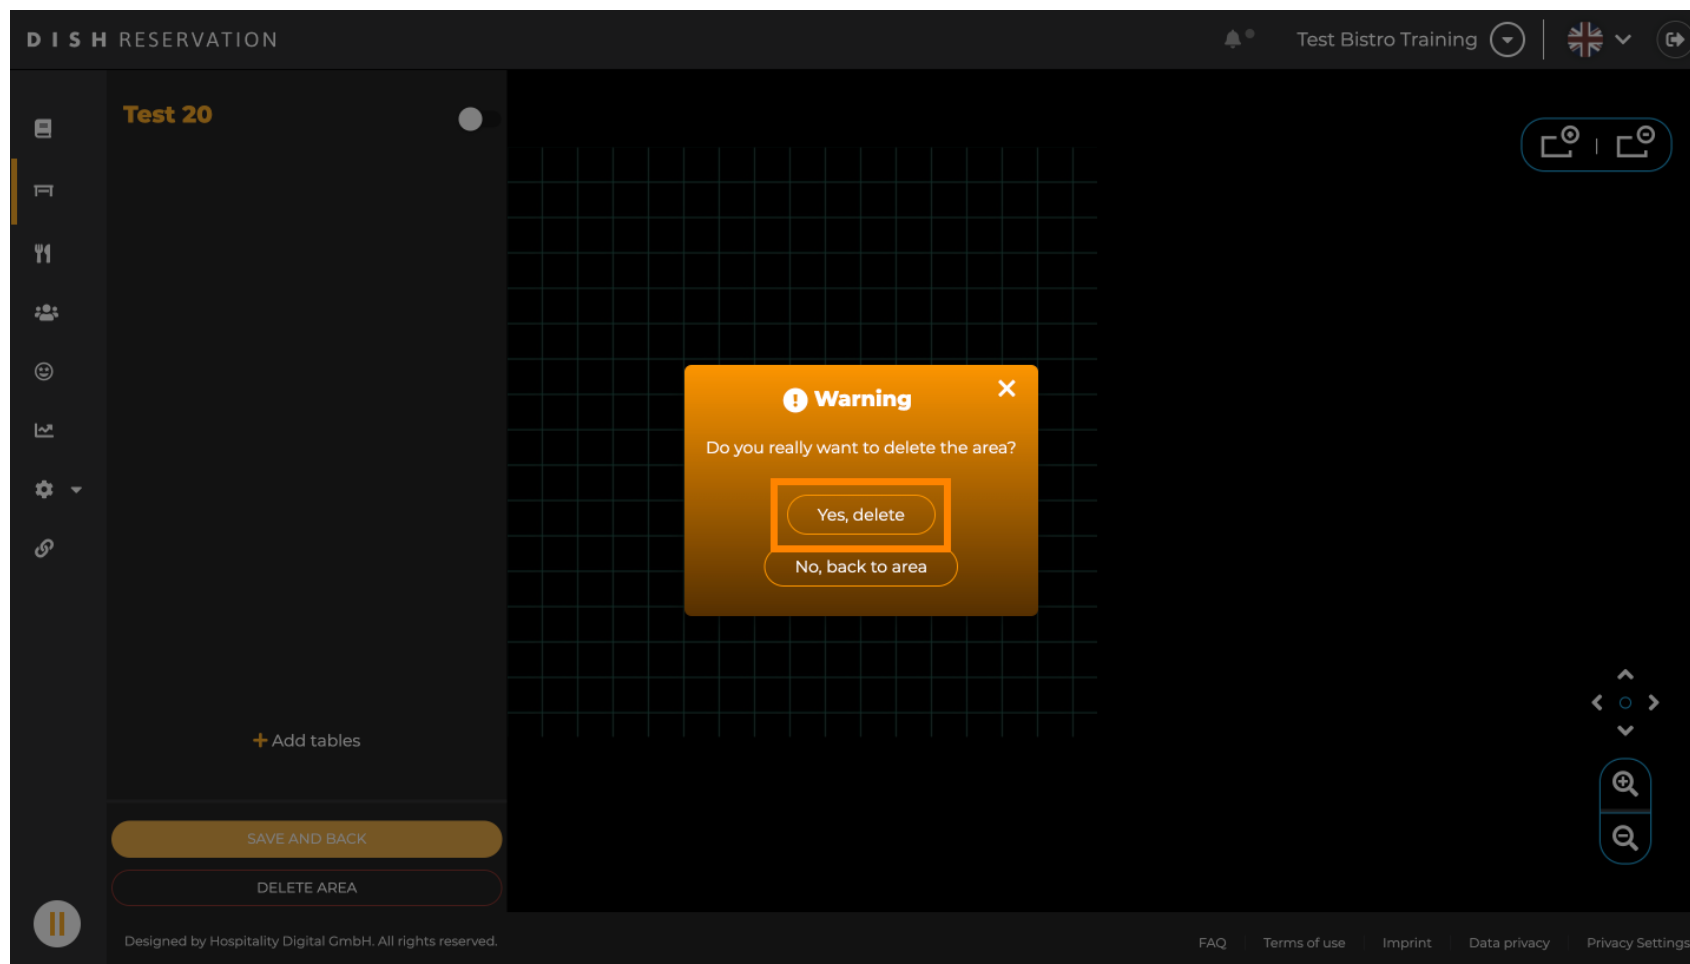 DISH RESERVATION
Test Bistro Training
Test 20
Warning
Do you really want to delete the area?
Yes, delete
No, back to area
Add tables
SAVE AND BACK
DELETE AREA
Designed by Hospitality Digital GmbH. All rights reserved.
FAQ
Terms of use
Imprint
Data privacy
Privacy Settings